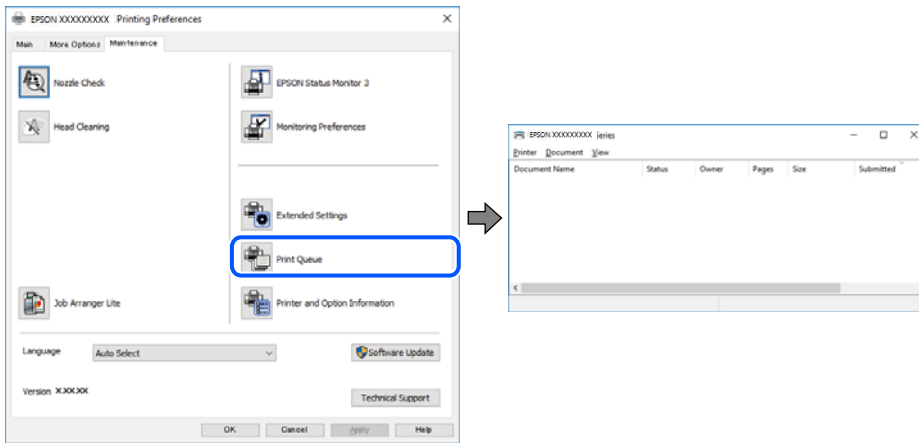 EPSON XXXXXXXXX Printing Preferences
Main More Options Maintenance
Nozzle Check
EPSON Status Monitor 3
Head Cleaning
Monitoring Preferences
Extended Settings
Print Queue
Job Arranger Lite
Printer and Option Information
Language Auto Select
Software Update
Version X.XX.XX
Technical Support
OK Cancel Apply Help
EPSON XXXXXXXXX ieries
Printer Document View
Document Name Status Owner Pages Size Submitted